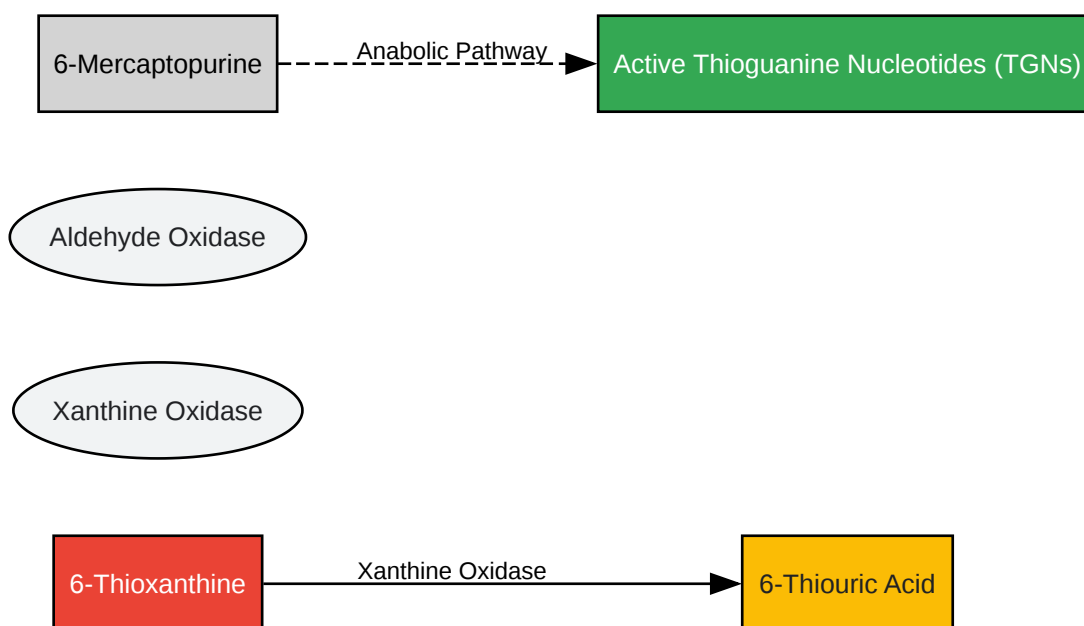 6-Mercaptopurine
Anabolic Pathway
Active Thioguanine Nucleotides (TGNs)
Aldehyde Oxidase
Xanthine Oxidase
6-Thioxanthine
Xanthine Oxidase
6-Thiouric Acid